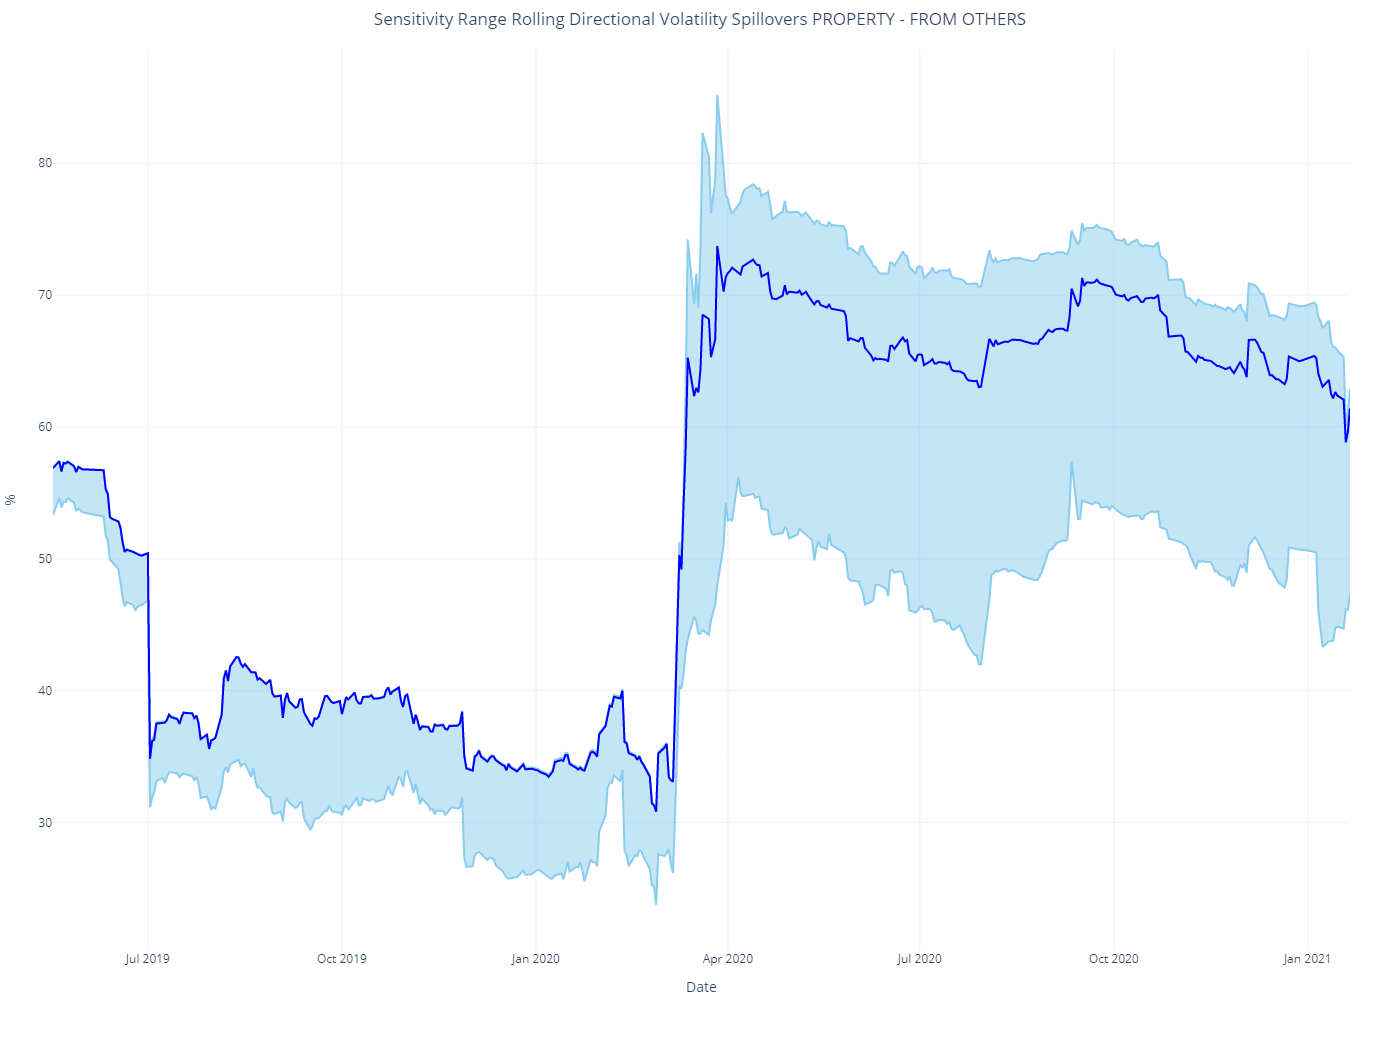 Sensitivity Range Rolling Directional Volatility Spillovers PROPERTY - FROM OTHERS
80
70
60
50
40
30
%
Jul 2019
Oct 2019
Jan 2020
Apr 2020
Jul 2020
Oct 2020
Jan 2021
Date